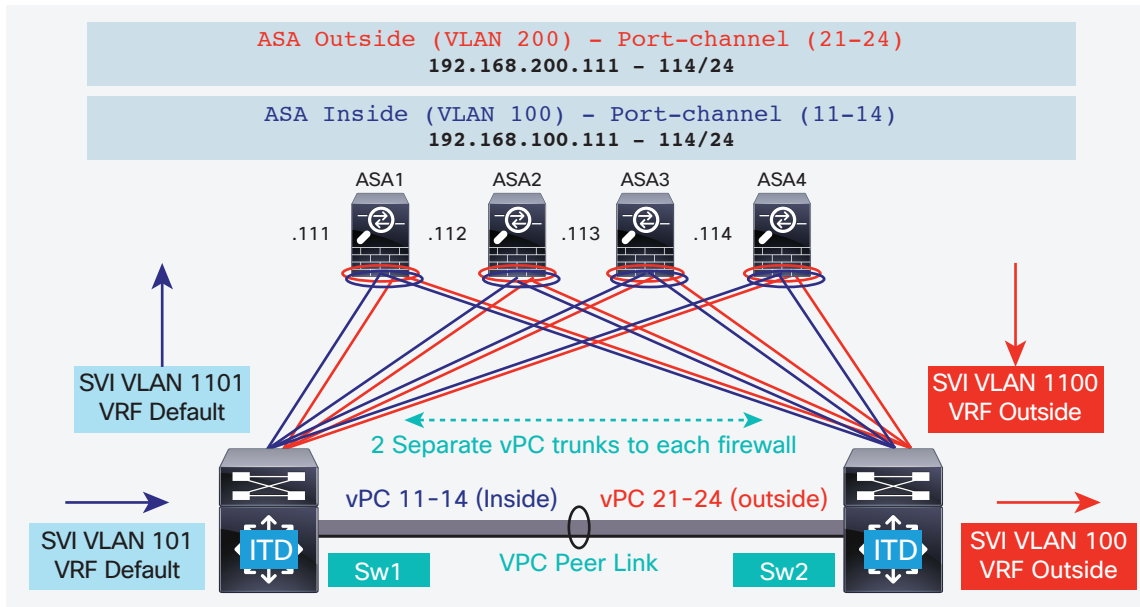 ASA Outside (VLAN 200) - Port-channel (21-24)
192.168.200.111 - 114/24
ASA Inside (VLAN 100) - Port-channel (11-14)
192.168.100.111 - 114/24
ASA1
ASA2
ASA3
ASA4
.111
.112
.113
.114
SVI VLAN 1101
VRF Default
SVI VLAN 1100
VRF Outside
2 Separate vPC trunks to each firewall
vPC 11-14 (Inside)
vPC 21-24 (outside)
SVI VLAN 101
VRF Default
ITD
ITD
SVI VLAN 100
VRF Outside
Sw1
VPC Peer Link
Sw2